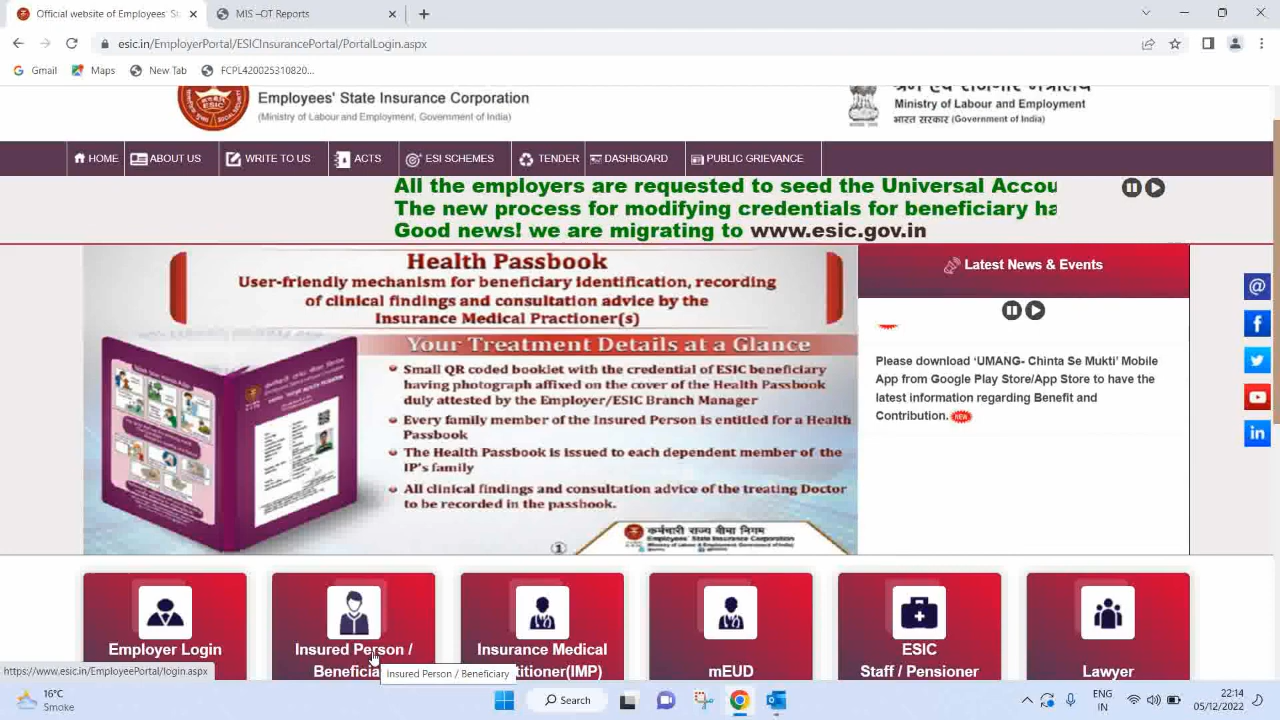 Official website of Employees' St
MIS –OT Reports
esic.in/EmployerPortal/ESICInsurancePortal/PortalLogin.aspx
Gmail
Maps
New Tab
FCPL420025310820...
Employees' State Insurance Corporation
(Ministry of Labour and Employment, Government of India)
Ministry of Labour and Employment
भारत सरकार (Government of India)
HOME
ABOUT US
WRITE TO US
ACTS
ESI SCHEMES
TENDER
DASHBOARD
PUBLIC GRIEVANCE
All the employers are requested to seed the Universal Accou
The new process for modifying credentials for beneficiary ha
Good news! we are migrating to www.esic.gov.in
Health Passbook
User-friendly mechanism for beneficiary identification, recording
of clinical findings and consultation advice by the
Insurance Medical Practioner(s)
Your Treatment Details at a Glance
Small QR coded booklet with the credential of ESIC beneficiary
having photograph affixed on the cover of the Health Passbook
duly attested by the Employer/ESIC Branch Manager
Every family member of the Insured Person is entitled for a Health
Passbook
The Health Passbook is issued to each dependent member of the
IP's family
All clinical findings and consultation advice of the treating Doctor
to be recorded in the passbook.
1
कर्मचारी राज्य बीमा निगम
Employees' State Insurance Corporation
Latest News & Events
Please download ‘UMANG- Chinta Se Mukti’ Mobile
App from Google Play Store/App Store to have the
latest information regarding Benefit and
Contribution. NEW
Employer Login
Insured Person /
Beneficia
Insurance Medical
titioner(IMP)
mEUD
ESIC
Staff / Pensioner
Lawyer
https://www.esic.in/EmployeePortal/login.aspx
Insured Person / Beneficiary
16°C
Smoke
Search
ENG
IN
22:14
05/12/2022